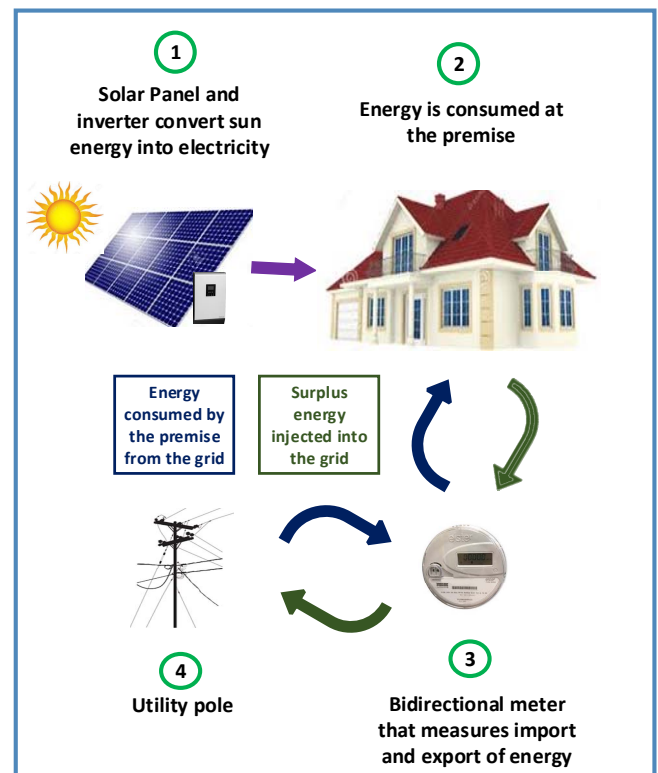 1
Solar Panel and
inverter convert sun
energy into electricity
2
Energy is consumed at
the premise
Energy
consumed by
the premise
from the grid
Surplus
energy
injected into
the grid
4
Utility pole
3
Bidirectional meter
that measures import
and export of energy